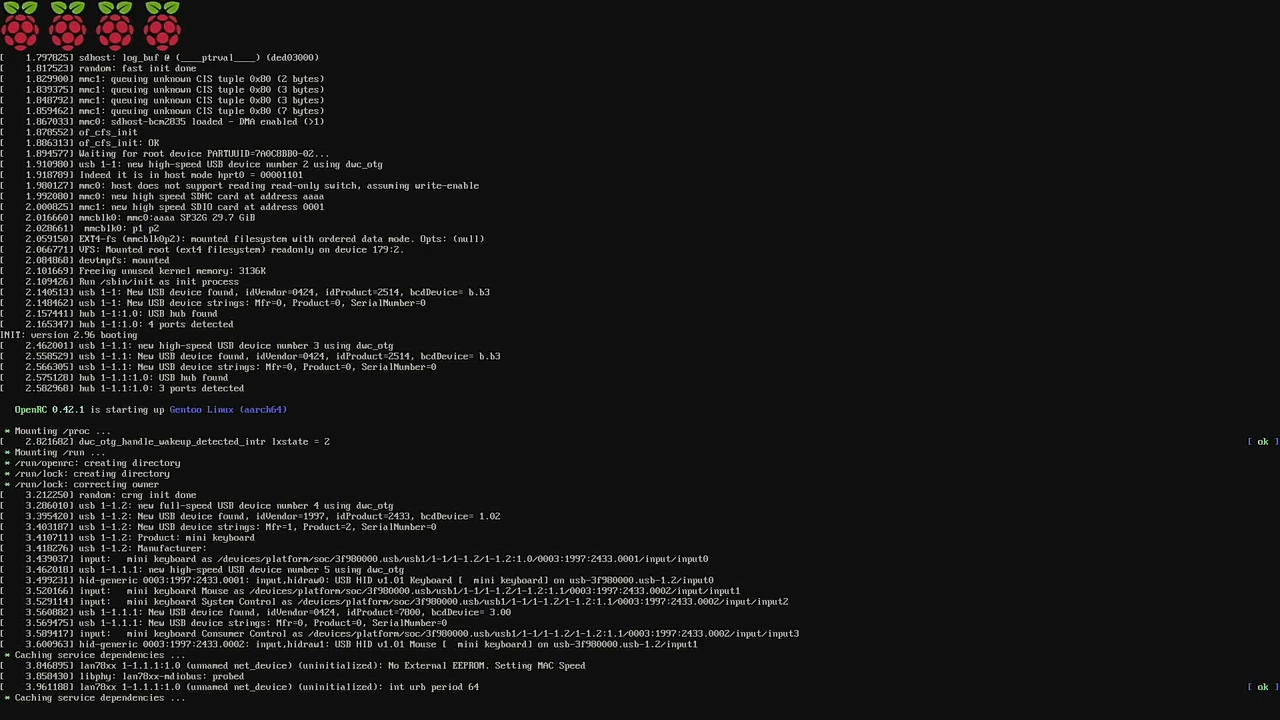 [    1.797825] sdhost: log_buf @ (____ptrval____) (ded03000)
[    1.817523] random: fast init done
[    1.829900] mmc1: queuing unknown CIS tuple 0x80 (2 bytes)
[    1.839375] mmc1: queuing unknown CIS tuple 0x80 (3 bytes)
[    1.848792] mmc1: queuing unknown CIS tuple 0x80 (3 bytes)
[    1.859462] mmc1: queuing unknown CIS tuple 0x80 (7 bytes)
[    1.867033] mmc0: sdhost-bcm2835 loaded - DMA enabled (>1)
[    1.878552] of_cfs_init
[    1.886313] of_cfs_init: OK
[    1.894577] Waiting for root device PARTUUID=7A0C8BB0-02...
[    1.910980] usb 1-1: new high-speed USB device number 2 using dwc_otg
[    1.918789] Indeed it is in host mode hprt0 = 00001101
[    1.980127] mmc0: host does not support reading read-only switch, assuming write-enable
[    1.992080] mmc0: new high speed SDHC card at address aaaa
[    2.000825] mmc1: new high speed SDIO card at address 0001
[    2.016660] mmcblk0: mmc0:aaaa SP32G 29.7 GiB
[    2.028661]  mmcblk0: p1 p2
[    2.059150] EXT4-fs (mmcblk0p2): mounted filesystem with ordered data mode. Opts: (null)
[    2.066771] VFS: Mounted root (ext4 filesystem) readonly on device 179:2.
[    2.084868] devtmpfs: mounted
[    2.101669] Freeing unused kernel memory: 3136K
[    2.109426] Run /sbin/init as init process
[    2.140513] usb 1-1: New USB device found, idVendor=0424, idProduct=2514, bcdDevice= b.b3
[    2.148462] usb 1-1: New USB device strings: Mfr=0, Product=0, SerialNumber=0
[    2.157441] hub 1-1:1.0: USB hub found
[    2.165347] hub 1-1:1.0: 4 ports detected
INIT: version 2.96 booting
[    2.462001] usb 1-1.1: new high-speed USB device number 3 using dwc_otg
[    2.558529] usb 1-1.1: New USB device found, idVendor=0424, idProduct=2514, bcdDevice= b.b3
[    2.566305] usb 1-1.1: New USB device strings: Mfr=0, Product=0, SerialNumber=0
[    2.575128] hub 1-1.1:1.0: USB hub found
[    2.582968] hub 1-1.1:1.0: 3 ports detected
OpenRC 0.42.1 is starting up Gentoo Linux (aarch64)
* Mounting /proc ...
[    2.821682] dwc_otg_handle_wakeup_detected_intr lxstate = 2 [ ok ]
* Mounting /run ...
* /run/openrc: creating directory
* /run/lock: creating directory
* /run/lock: correcting owner
[    3.212250] random: crng init done
[    3.286010] usb 1-1.2: new full-speed USB device number 4 using dwc_otg
[    3.395420] usb 1-1.2: New USB device found, idVendor=1997, idProduct=2433, bcdDevice= 1.02
[    3.403187] usb 1-1.2: New USB device strings: Mfr=1, Product=2, SerialNumber=0
[    3.410711] usb 1-1.2: Product: mini keyboard
[    3.418276] usb 1-1.2: Manufacturer:
[    3.439037] input:   mini keyboard as /devices/platform/soc/3f980000.usb/usb1/1-1/1-1.2/1-1.2:1.0/0003:1997:2433.0001/input/input0
[    3.462018] usb 1-1.1.1: new high-speed USB device number 5 using dwc_otg
[    3.499231] hid-generic 0003:1997:2433.0001: input,hidraw0: USB HID v1.01 Keyboard [  mini keyboard] on usb-3f980000.usb-1.2/input0
[    3.520166] input:   mini keyboard Mouse as /devices/platform/soc/3f980000.usb/usb1/1-1/1-1.2/1-1.2:1.1/0003:1997:2433.0002/input/input1
[    3.529114] input:   mini keyboard System Control as /devices/platform/soc/3f980000.usb/usb1/1-1/1-1.2/1-1.2:1.1/0003:1997:2433.0002/input/input2
[    3.560882] usb 1-1.1.1: New USB device found, idVendor=0424, idProduct=7800, bcdDevice= 3.00
[    3.569475] usb 1-1.1.1: New USB device strings: Mfr=0, Product=0, SerialNumber=0
[    3.589417] input:   mini keyboard Consumer Control as /devices/platform/soc/3f980000.usb/usb1/1-1/1-1.2/1-1.2:1.1/0003:1997:2433.0002/input/input3
[    3.600963] hid-generic 0003:1997:2433.0002: input,hidraw1: USB HID v1.01 Mouse [  mini keyboard] on usb-3f980000.usb-1.2/input1
* Caching service dependencies ...
[    3.846895] lan78xx 1-1.1.1:1.0 (unnamed net_device) (uninitialized): No External EEPROM. Setting MAC Speed
[    3.858430] libphy: lan78xx-mdiobus: probed
[    3.961188] lan78xx 1-1.1.1:1.0 (unnamed net_device) (uninitialized): int urb period 64 [ ok ]
* Caching service dependencies ...